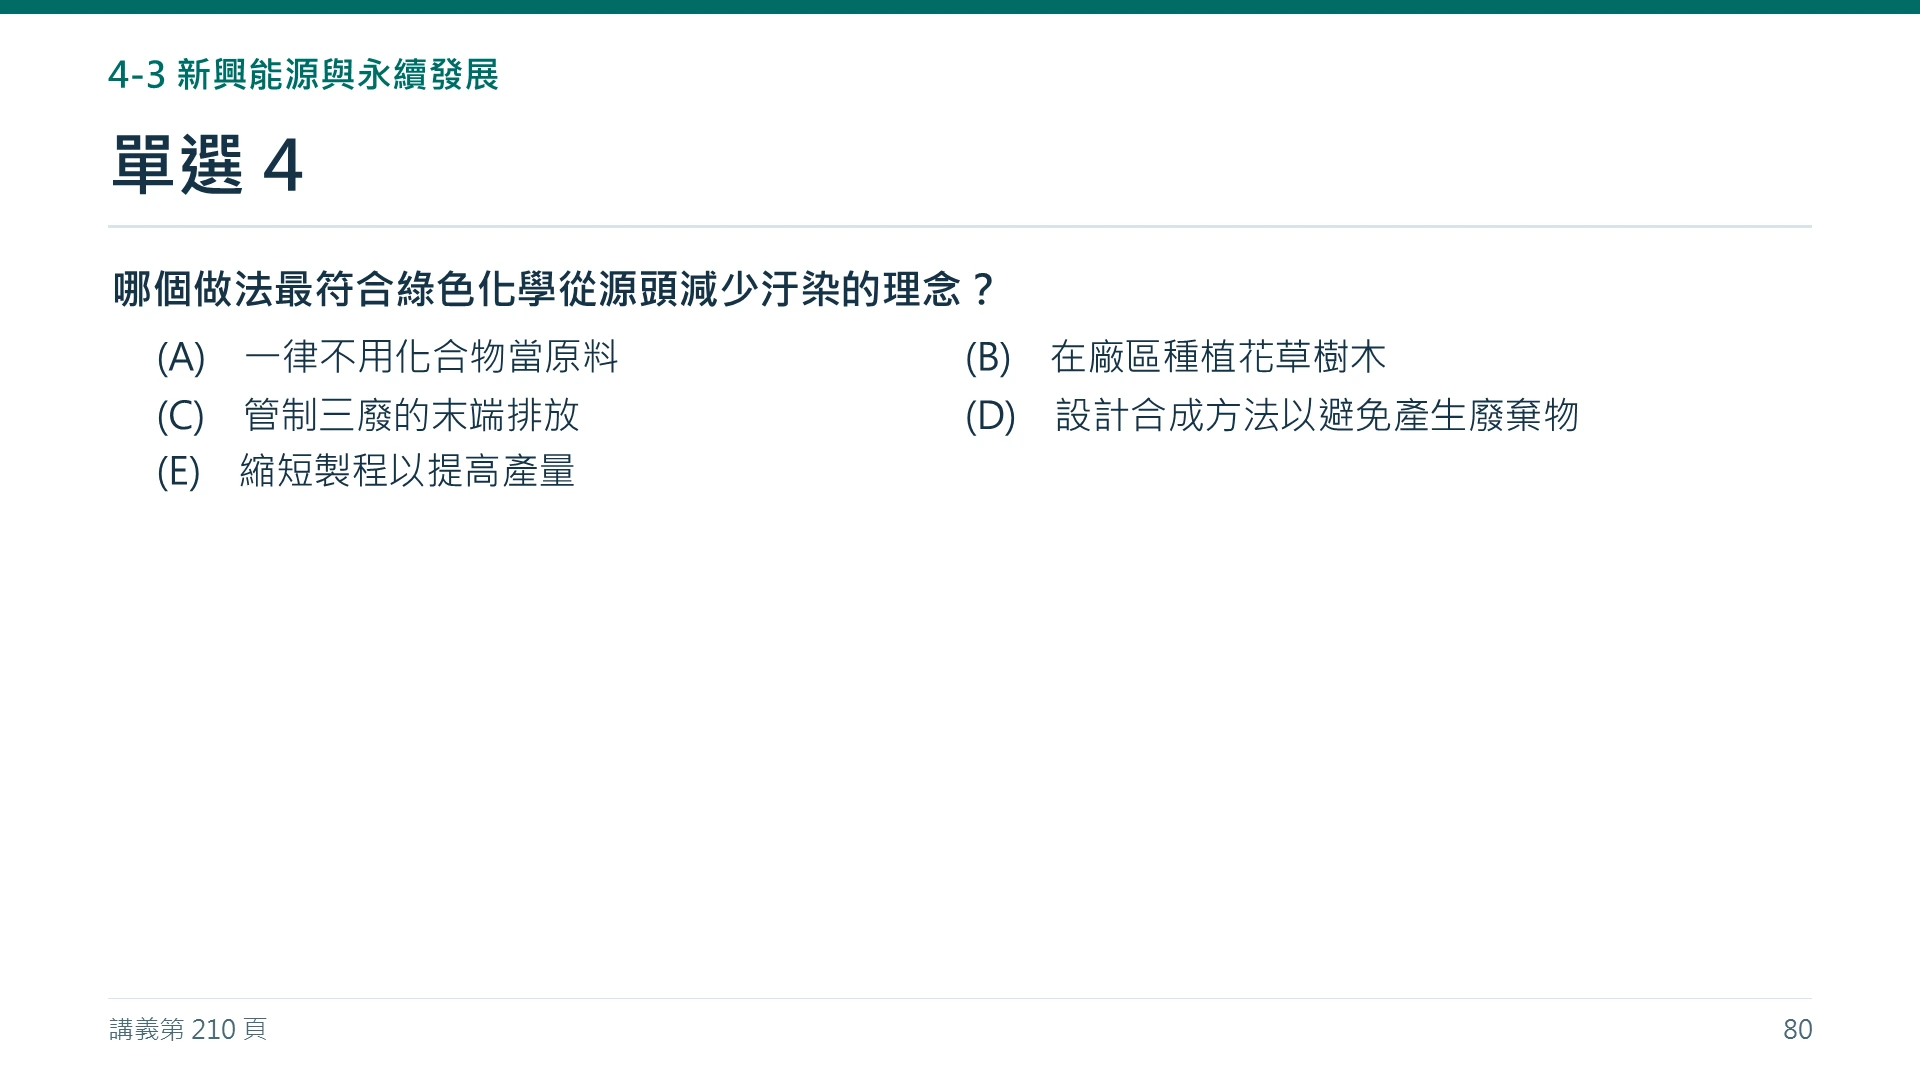 4-3 新興能源與永續發展
單選 4
哪個做法最符合綠色化學從源頭減少汙染的理念？
(A) 一律不用化合物當原料
(B) 在廠區種植花草樹木
(C) 管制三廢的末端排放
(D) 設計合成方法以避免產生廢棄物
(E) 縮短製程以提高產量
講義第 210 頁
80